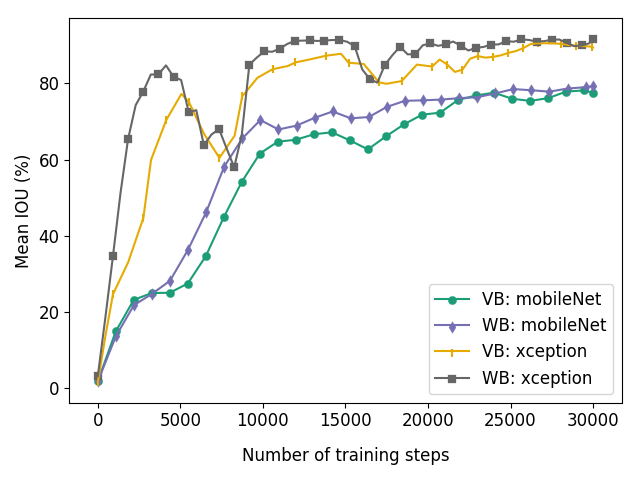 80
60
40
20
0
Mean IOU (%)
VB: mobileNet
WB: mobileNet
VB: xception
WB: xception
0 5000 10000 15000 20000 25000 30000
Number of training steps